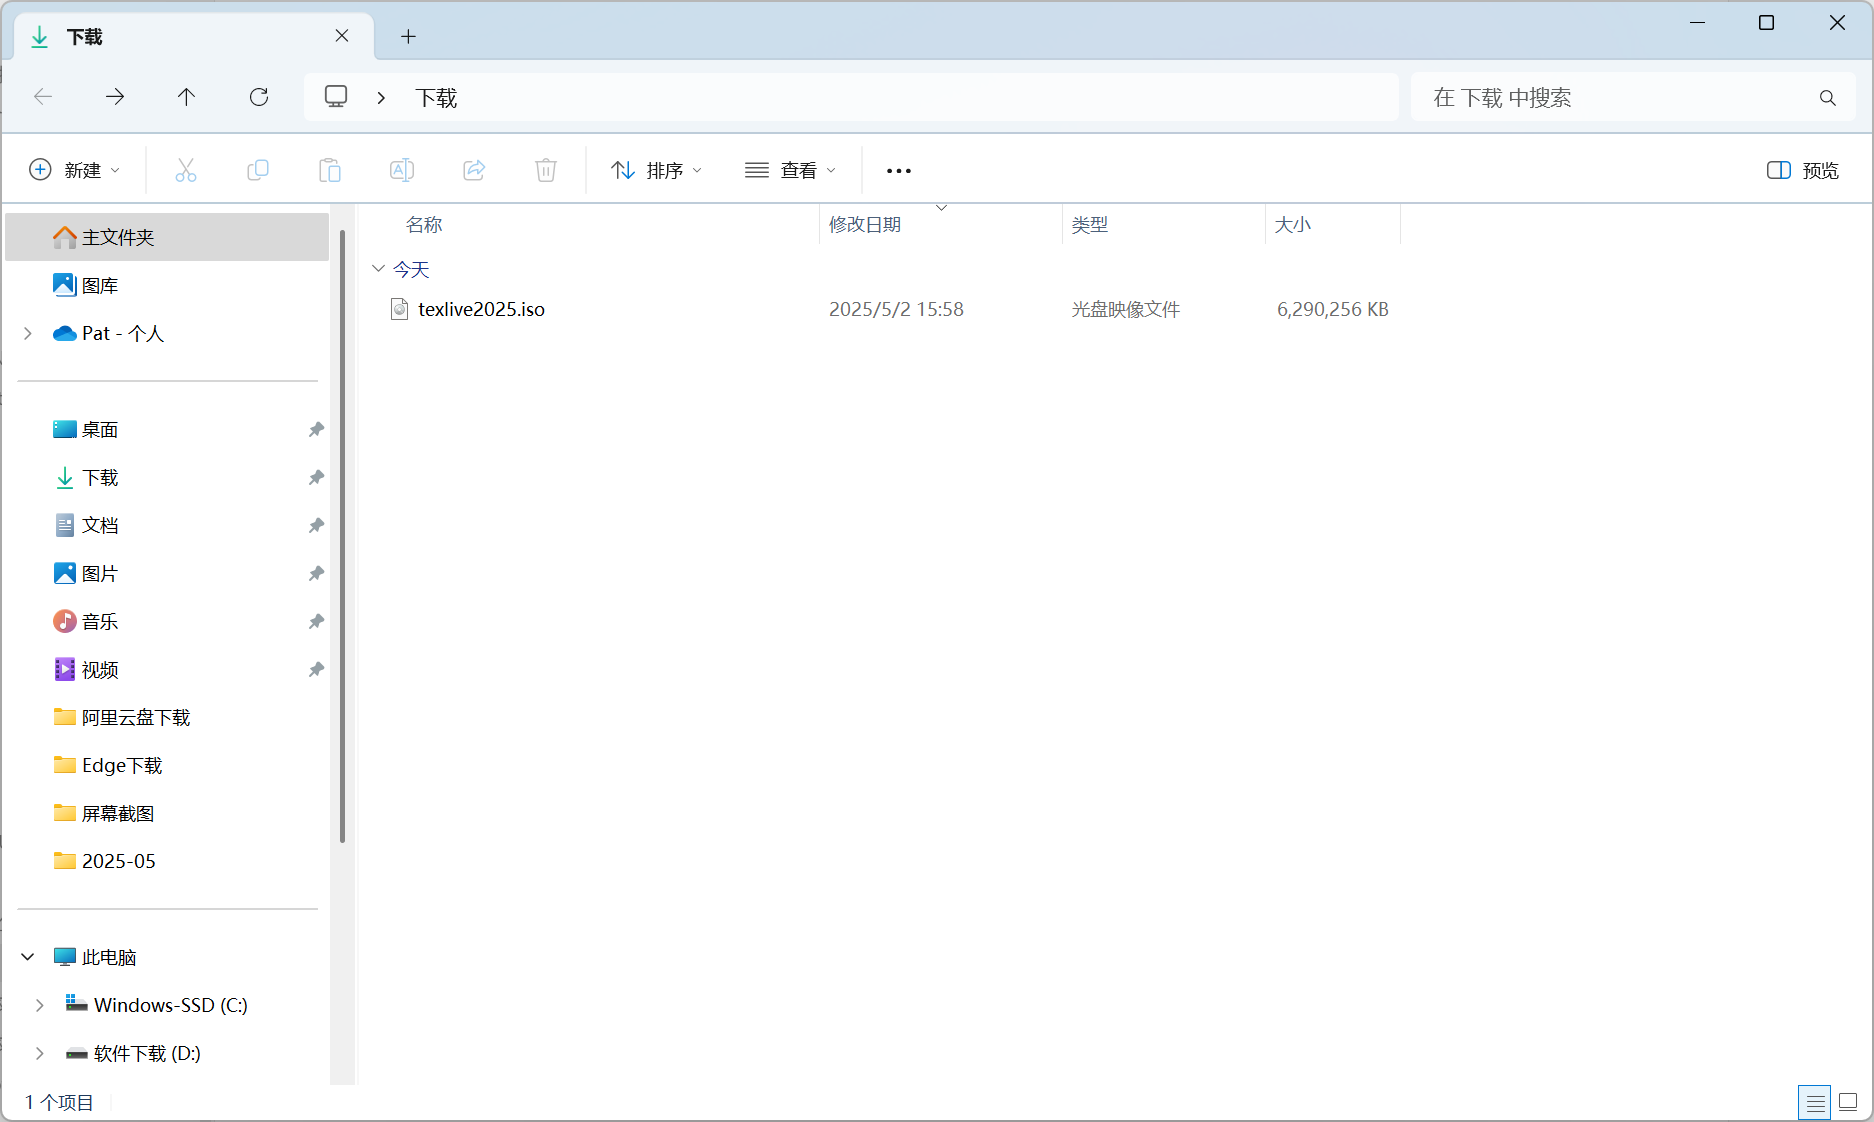 下载
下载
在 下载 中搜索
新建
排序
查看
预览
名称 修改日期 类型 大小
今天
texlive2025.iso 2025/5/2 15:58 光盘映像文件 6,290,256 KB
主文件夹
图库
Pat - 个人
桌面
下载
文档
图片
音乐
视频
阿里云盘下载
Edge下载
屏幕截图
2025-05
此电脑
Windows-SSD (C:)
软件下载 (D:)
1 个项目